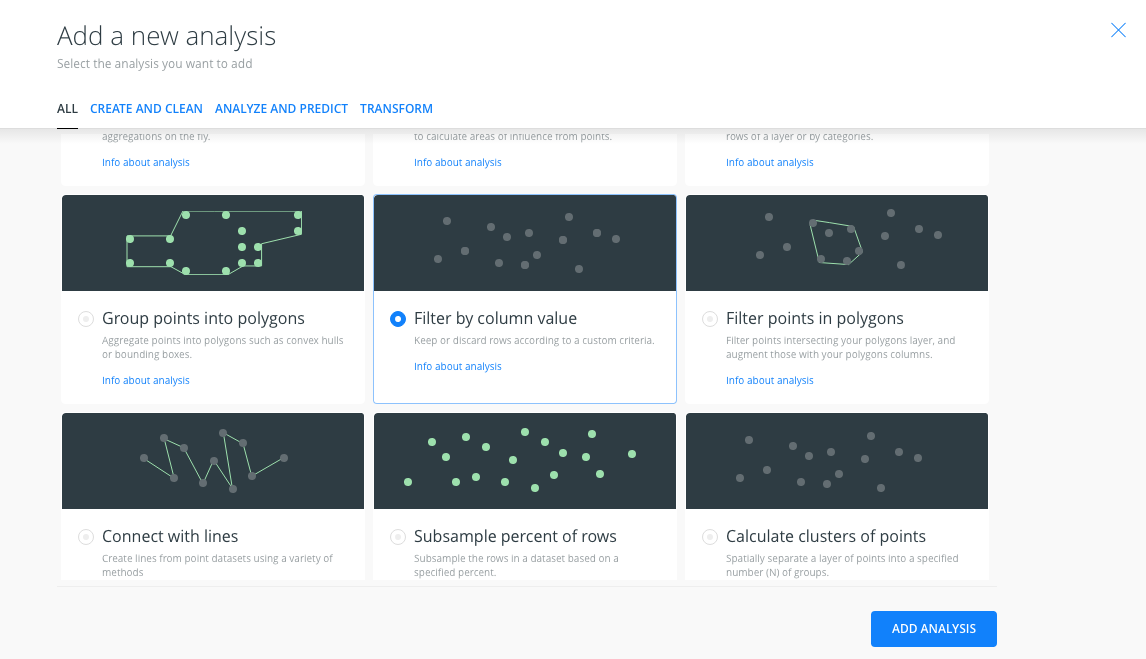 Add a new analysis
Select the analysis you want to add
ALL CREATE AND CLEAN ANALYZE AND PREDICT TRANSFORM
aggregations on the fly.
Info about analysis
to calculate areas of influence from points.
Info about analysis
rows of a layer or by categories.
Info about analysis
Group points into polygons
Aggregate points into polygons such as convex hulls
or bounding boxes.
Info about analysis
Filter by column value
Keep or discard rows according to a custom criteria.
Info about analysis
Filter points in polygons
Filter points intersecting your polygons layer, and
augment those with your polygons columns.
Info about analysis
Connect with lines
Create lines from point datasets using a variety of
methods
Subsample percent of rows
Subsample the rows in a dataset based on a
specified percent.
Calculate clusters of points
Spatially separate a layer of points into a specified
number (N) of groups.
ADD ANALYSIS